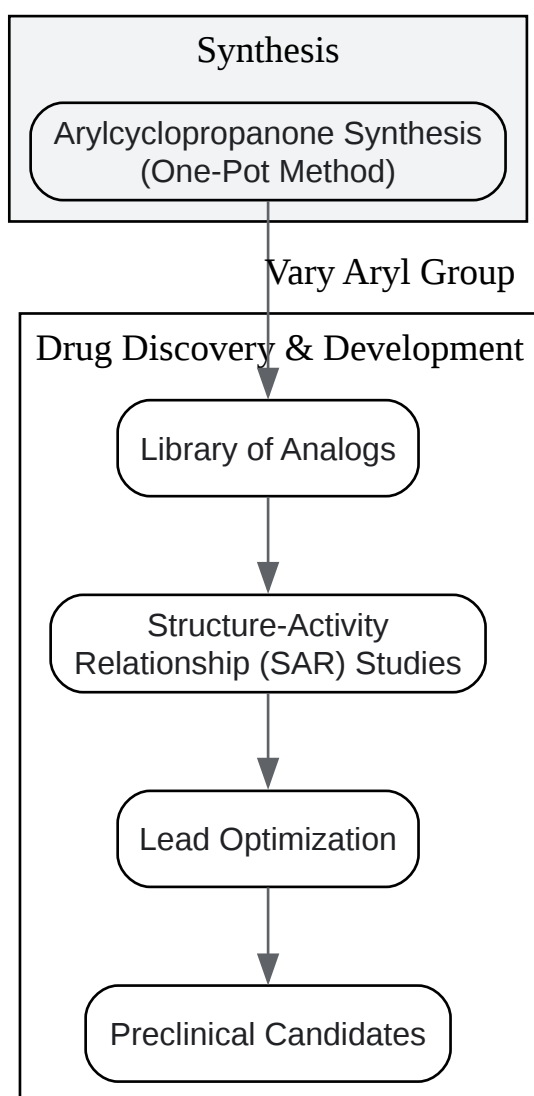 Synthesis
Arylcyclopropanone Synthesis
(One-Pot Method)
Vary Aryl Group
Drug Discovery & Development
Library of Analogs
Structure-Activity
Relationship (SAR) Studies
Lead Optimization
Preclinical Candidates